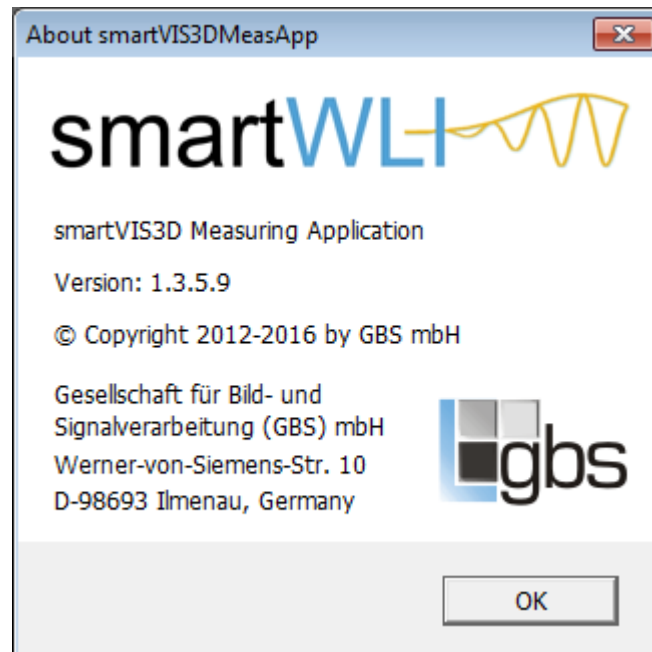 About smartVIS3DMeasApp
smartWLI
smartVIS3D Measuring Application
Version: 1.3.5.9
© Copyright 2012-2016 by GBS mbH
Gesellschaft für Bild- und
Signalverarbeitung (GBS) mbH
Werner-von-Siemens-Str. 10
D-98693 Ilmenau, Germany
gbs
OK